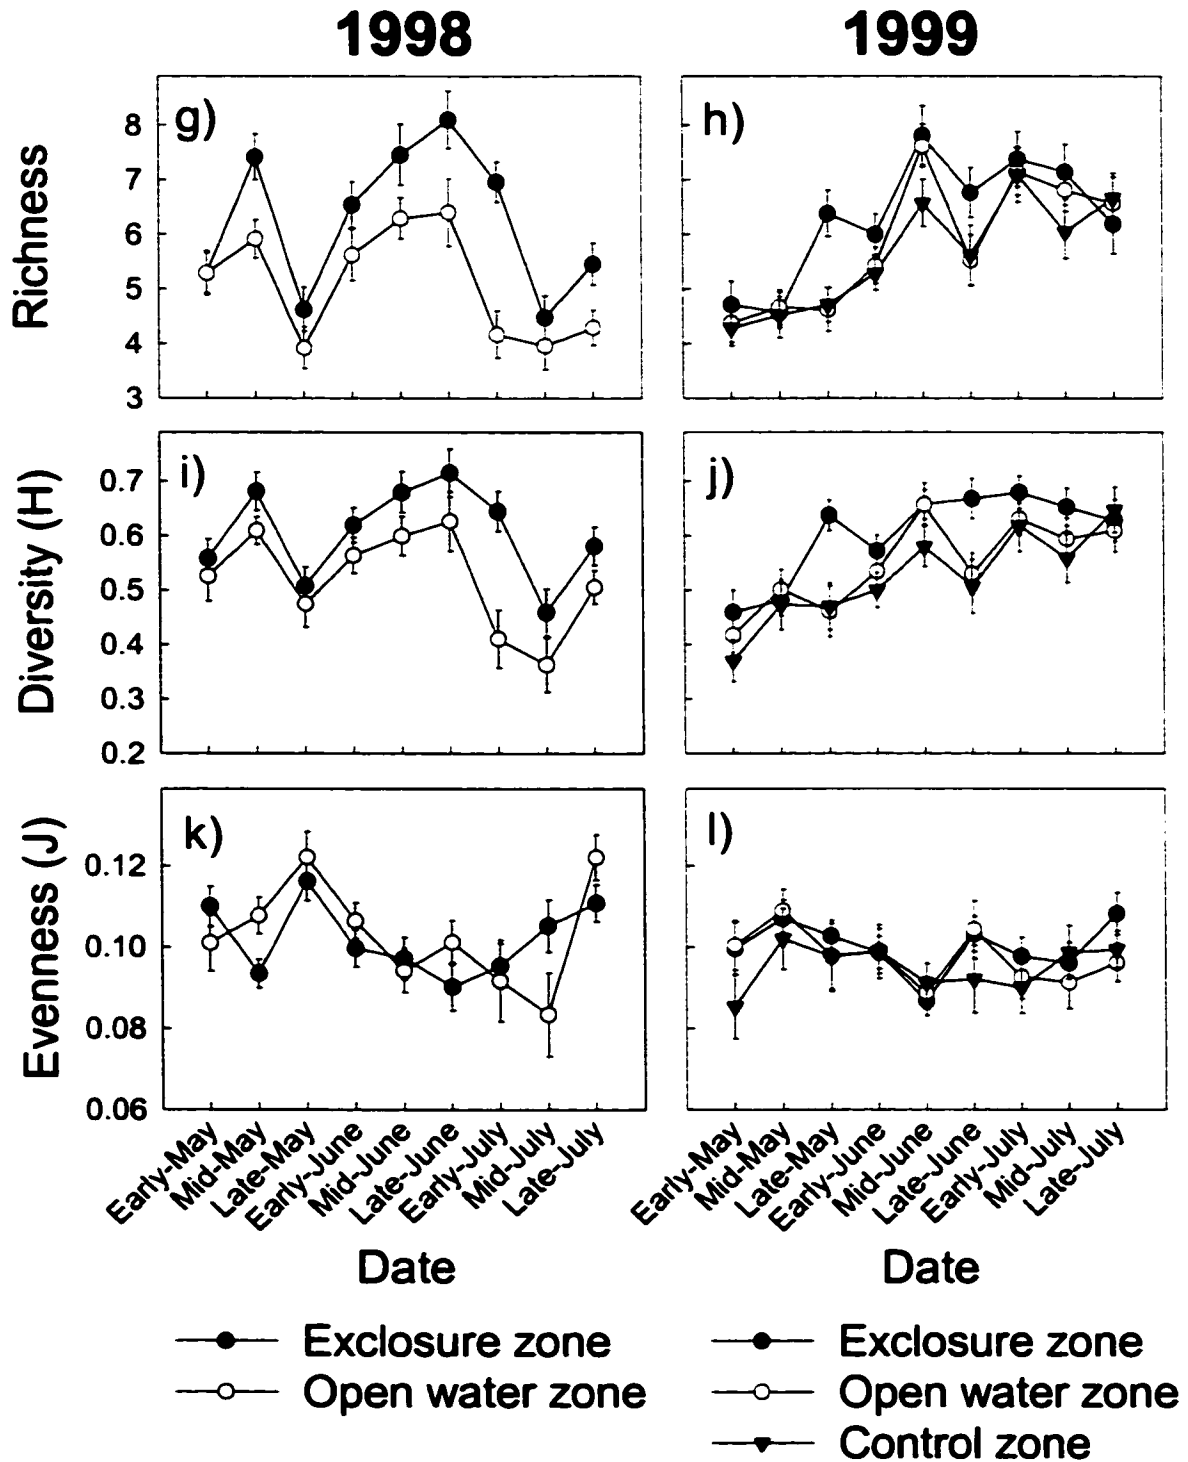 1998 1999
g) h)
Richness
8
7
6
5
4
3
i) j)
Diversity (H)
0.7
0.6
0.5
0.4
0.3
0.2
k) l)
Evenness (J)
0.12
0.10
0.08
0.06
Early-May Mid-May Late-May Early-June Mid-June Late-June Early-July Mid-July Late-July
Early-May Mid-May Late-May Early-June Mid-June Late-June Early-July Mid-July Late-July
Date Date
Exclosure zone Exclosure zone
Open water zone Open water zone
Control zone